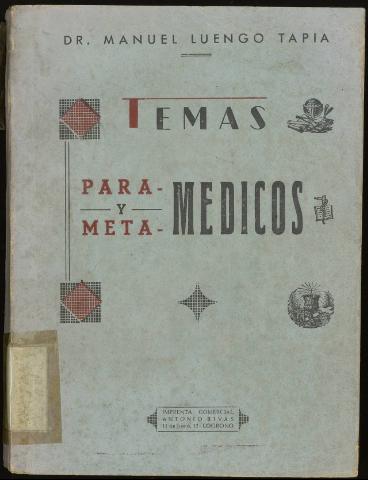 DR. MANUEL LUENGO TAPIA
TEMAS
PARA-
Y
META-
MEDICOS
IMPRENTA COMERCIAL
ANTONIO RIVAS
LOGROÑO